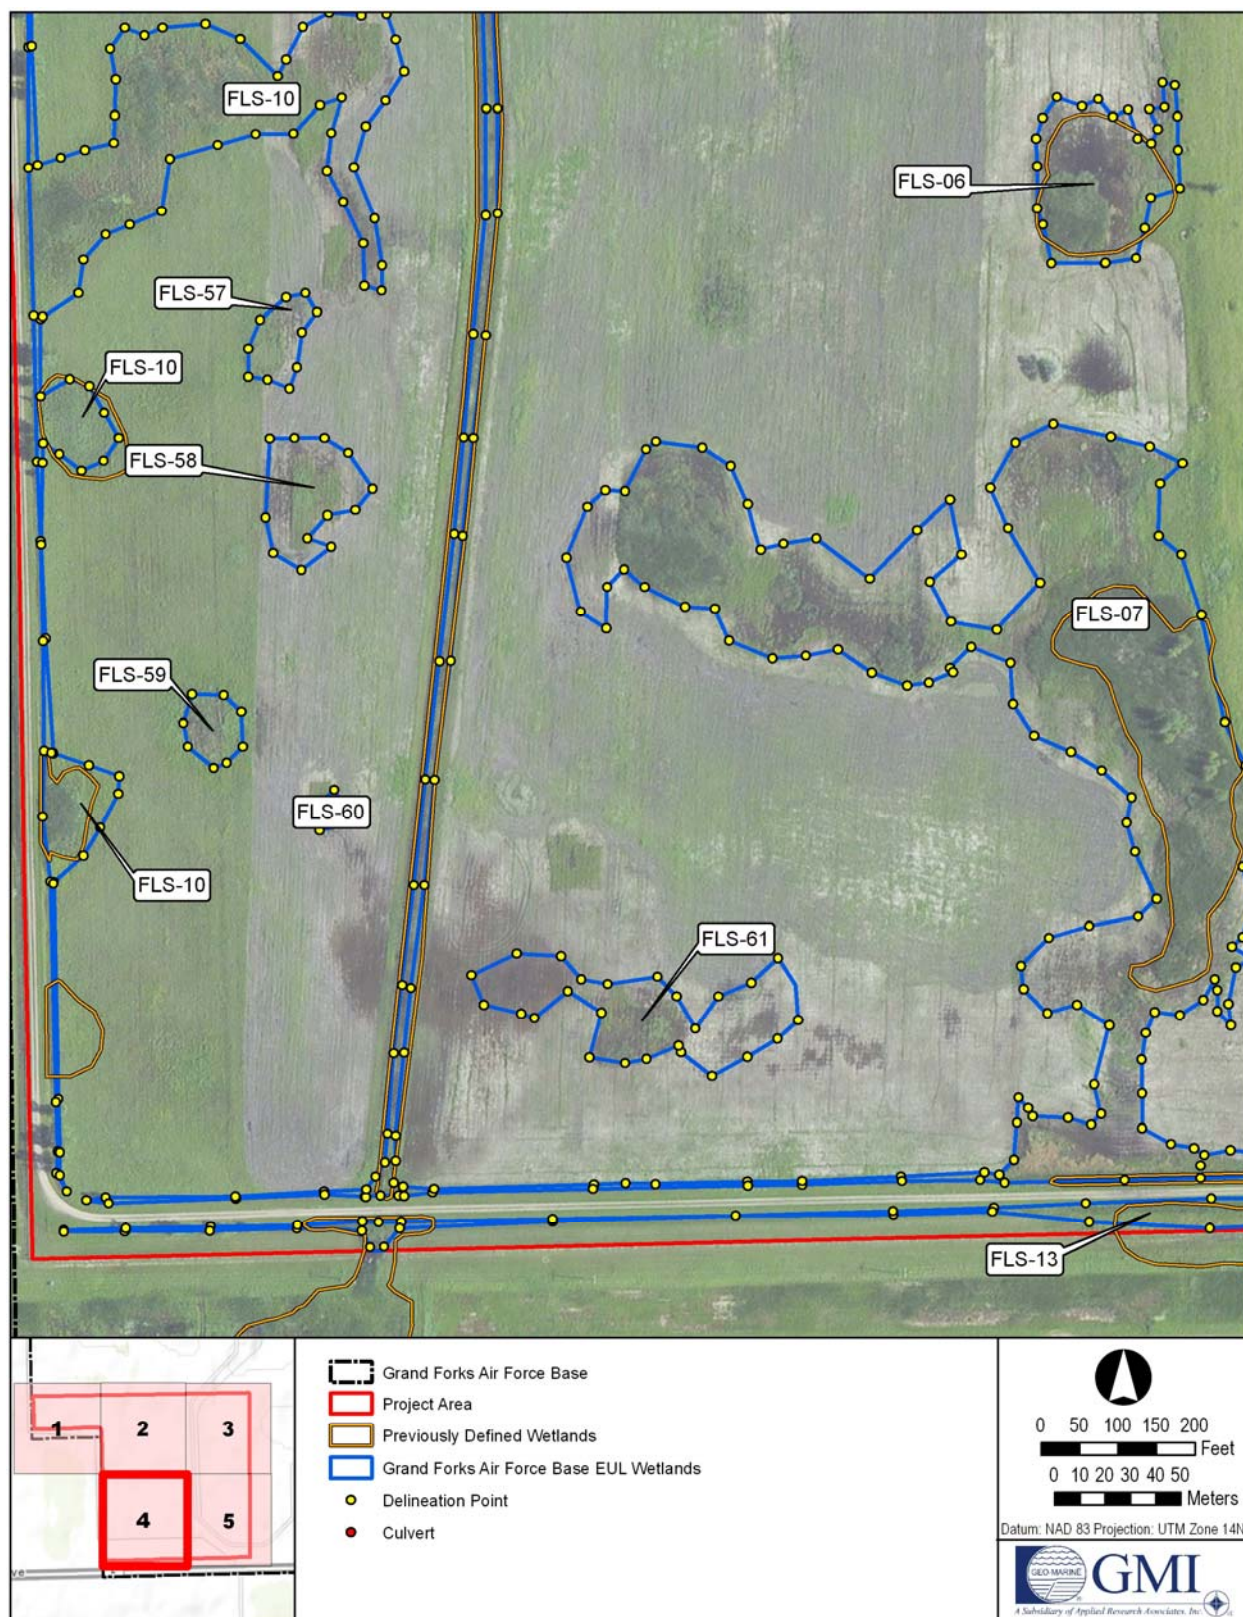 FLS-10
FLS-06
FLS-57
FLS-10
FLS-58
FLS-07
FLS-59
FLS-60
FLS-10
FLS-61
FLS-13
1
2
3
4
5
ve
Grand Forks Air Force Base
Project Area
Previously Defined Wetlands
Grand Forks Air Force Base EUL Wetlands
Delineation Point
Culvert
0 50 100 150 200
Feet
0 10 20 30 40 50
Meters
Datum: NAD 83 Projection: UTM Zone 14N
GEO-MARINE
GMI
A Subsidiary of Applied Research Associates, Inc.